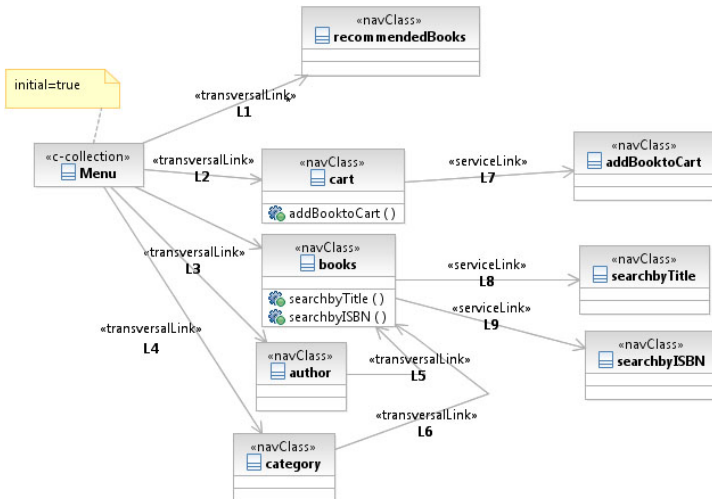 «navClass»
recommendedBooks
initial=true
«transversalLink»
L1
«c-collection»
Menu
«transversalLink»
L2
«navClass»
cart
addBooktoCart ( )
«serviceLink»
L7
«navClass»
addBooktoCart
«transversalLink»
L3
«navClass»
books
searchbyTitle ( )
searchbyISBN ( )
«serviceLink»
L8
«navClass»
searchbyTitle
«serviceLink»
L9
«navClass»
searchbyISBN
«transversalLink»
L4
«navClass»
author
«transversalLink»
L5
«transversalLink»
L6
«navClass»
category